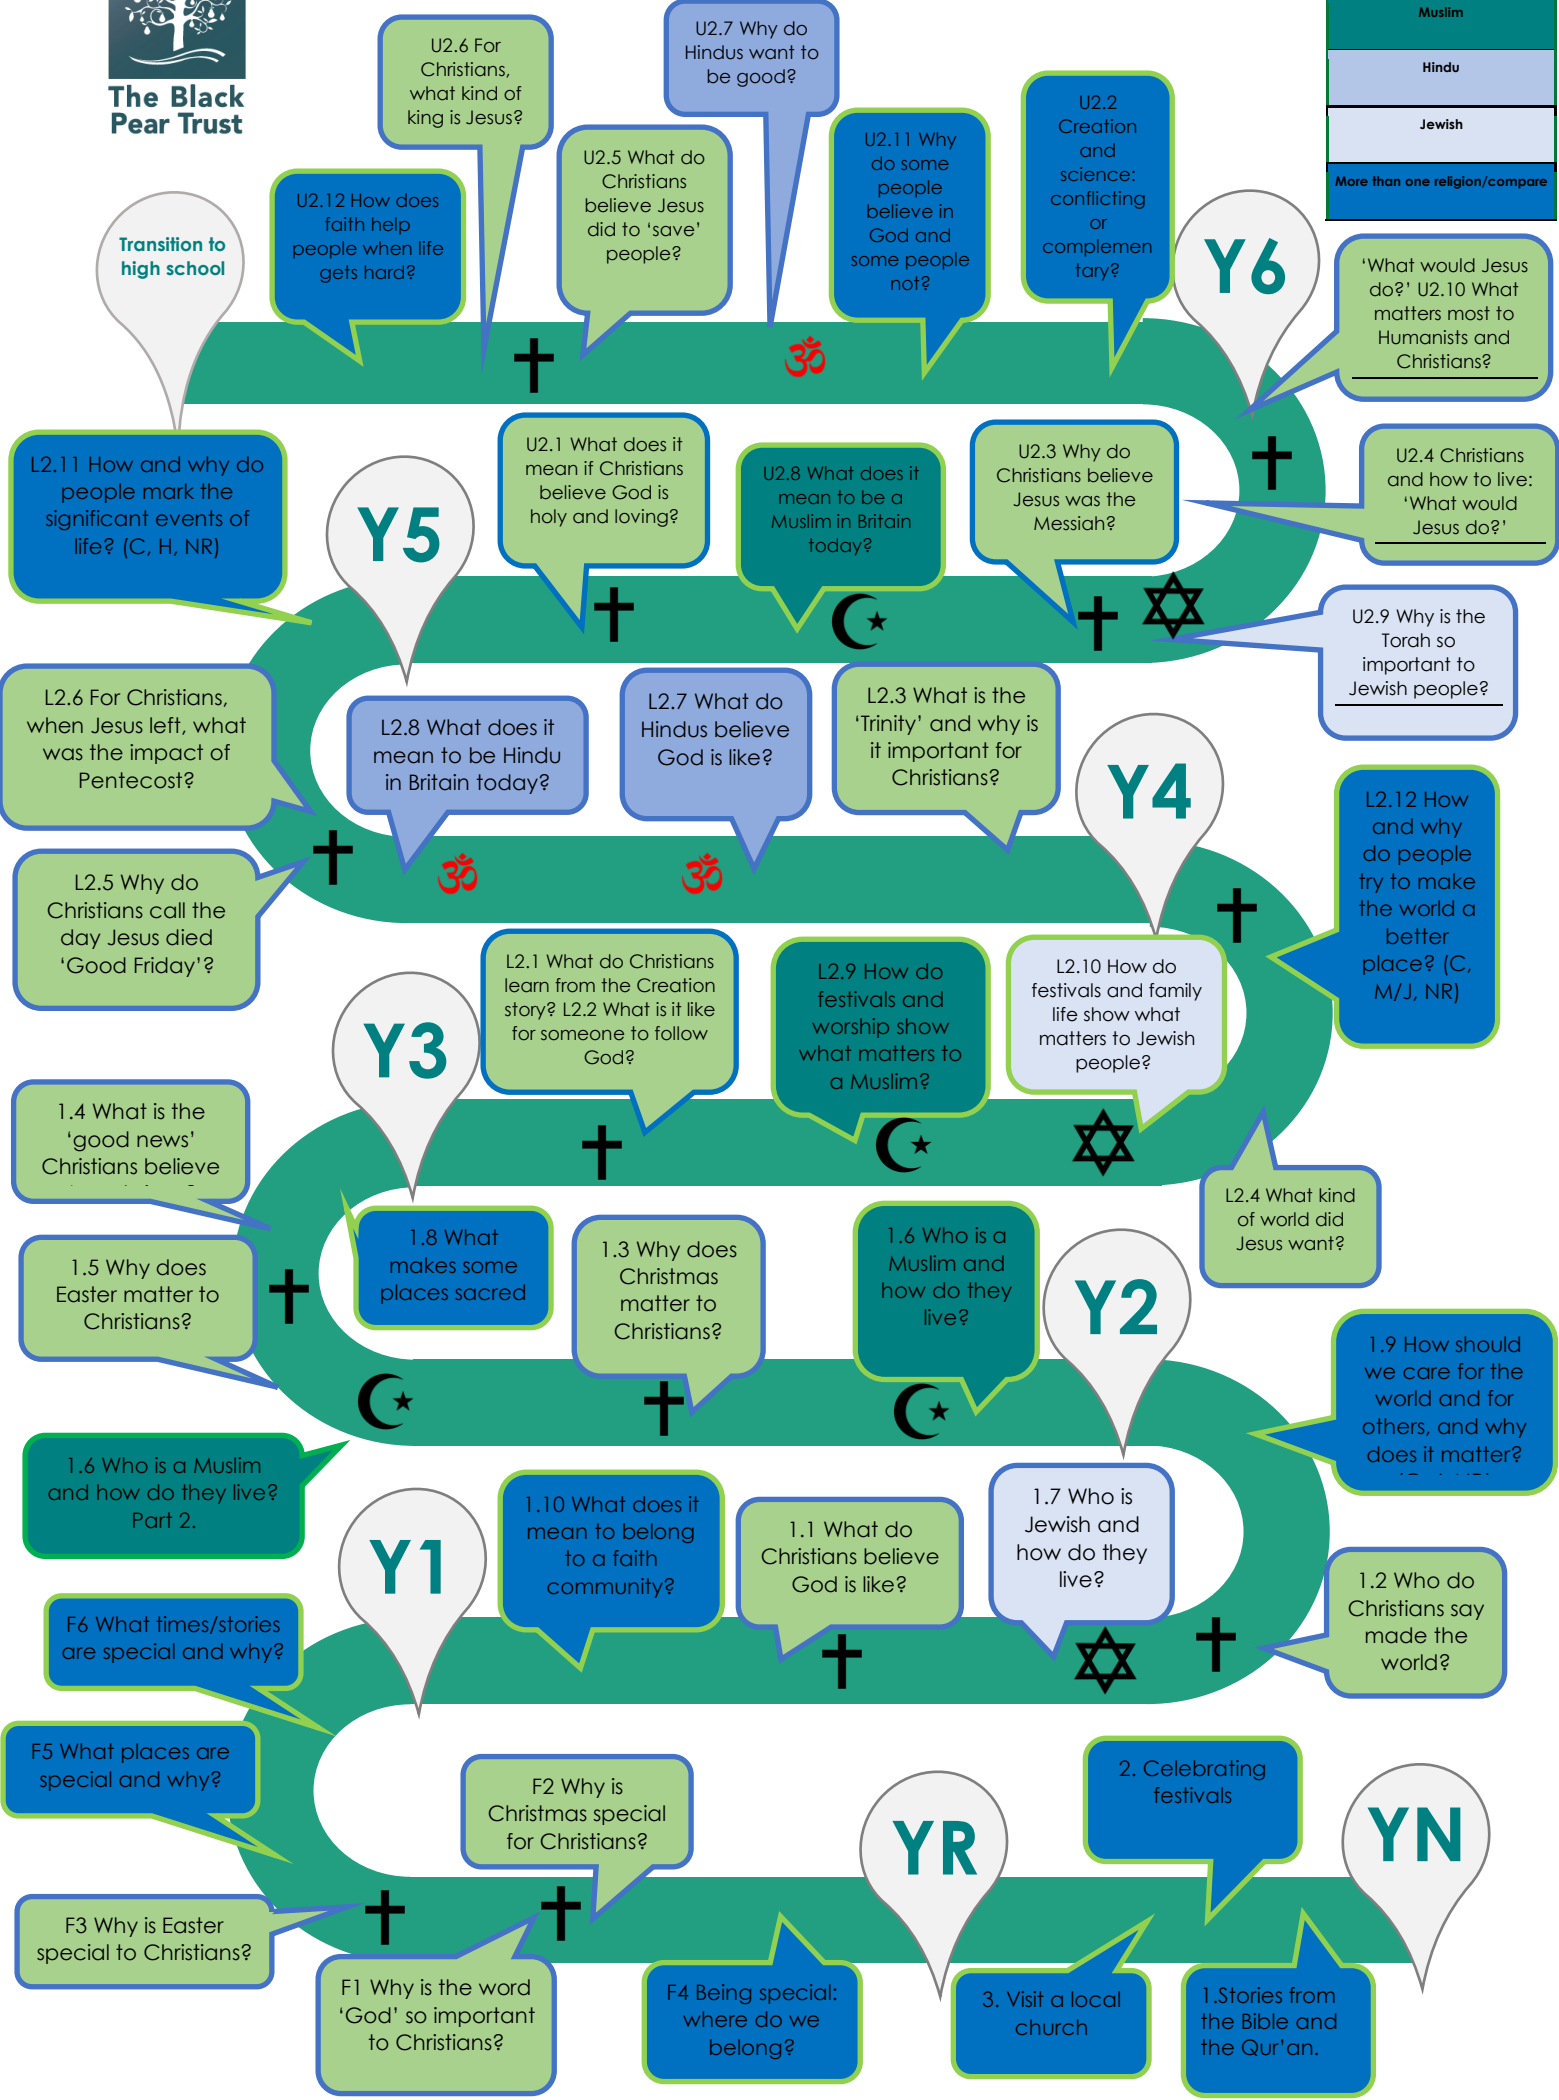 The Black
Pear Trust
Muslim
Hindu
Jewish
More than one religion/compare
U2.6 For
Christians,
what kind of
king is Jesus?
U2.7 Why do
Hindus want to
be good?
U2.5 What do
Christians
believe Jesus
did to ‘save’
people?
U2.11 Why
do some
people
believe in
God and
some people
not?
U2.2
Creation
and
science:
conflicting
or
complemen
tary?
U2.12 How does
faith help
people when life
gets hard?
Transition to
high school
Y6
‘What would Jesus
do?’ U2.10 What
matters most to
Humanists and
Christians?
L2.11 How and why do
people mark the
significant events of
life? (C, H, NR)
Y5
U2.1 What does it
mean if Christians
believe God is
holy and loving?
U2.8 What does it
mean to be a
Muslim in Britain
today?
U2.3 Why do
Christians believe
Jesus was the
Messiah?
U2.4 Christians
and how to live:
‘What would
Jesus do?’
U2.9 Why is the
Torah so
important to
Jewish people?
L2.6 For Christians,
when Jesus left, what
was the impact of
Pentecost?
L2.8 What does it
mean to be Hindu
in Britain today?
L2.7 What do
Hindus believe
God is like?
L2.3 What is the
‘Trinity’ and why is
it important for
Christians?
Y4
L2.12 How
and why
do people
try to make
the world a
better
place? (C,
M/J, NR)
ॐ
ॐ
ॐ
L2.5 Why do
Christians call the
day Jesus died
‘Good Friday’?
Y3
L2.1 What do Christians
learn from the Creation
story? L2.2 What is it like
for someone to follow
God?
L2.9 How do
festivals and
worship show
what matters to
a Muslim?
L2.10 How do
festivals and family
life show what
matters to Jewish
people?
1.4 What is the
‘good news’
Christians believe
L2.4 What kind
of world did
Jesus want?
1.5 Why does
Easter matter to
Christians?
1.8 What
makes some
places sacred
1.3 Why does
Christmas
matter to
Christians?
1.6 Who is a
Muslim and
how do they
live?
Y2
1.9 How should
we care for the
world and for
others, and why
does it matter?
1.6 Who is a Muslim
and how do they live?
Part 2.
Y1
1.10 What does it
mean to belong
to a faith
community?
1.1 What do
Christians believe
God is like?
1.7 Who is
Jewish and
how do they
live?
1.2 Who do
Christians say
made the
world?
F6 What times/stories
are special and why?
F5 What places are
special and why?
F2 Why is
Christmas special
for Christians?
YR
2. Celebrating
festivals
YN
F3 Why is Easter
special to Christians?
F1 Why is the word
‘God’ so important
to Christians?
F4 Being special:
where do we
belong?
3. Visit a local
church
1.Stories from
the Bible and
the Qur’an.